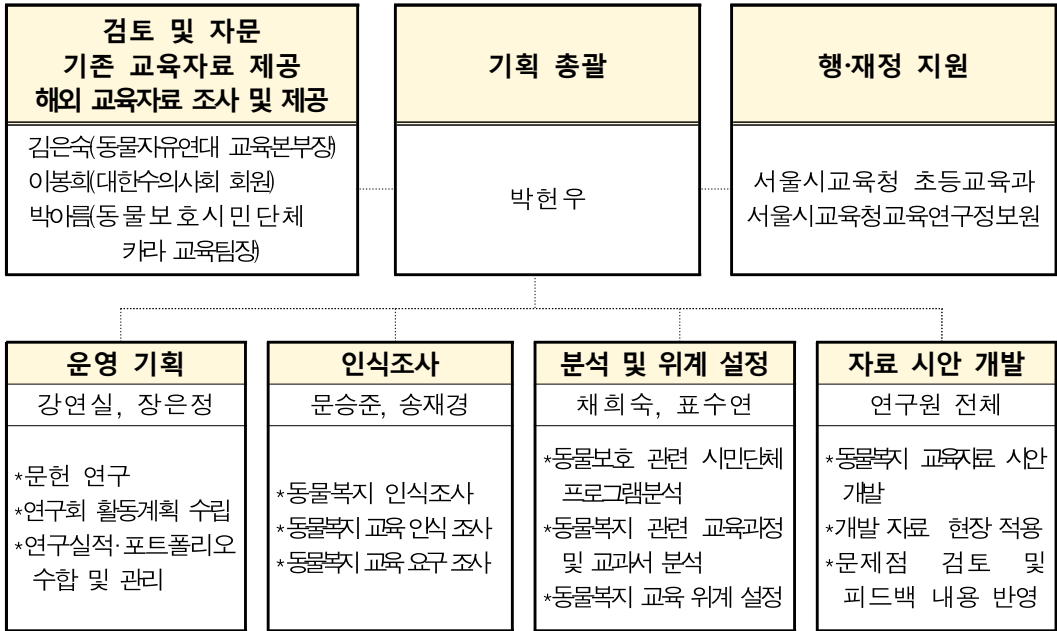 검토 및 자문
기존 교육자료 제공
해외 교육자료 조사 및 제공
김은숙(동물자유연대 교육본부장)
이봉희(대한수의사회 회원)
박아름(동물보호시민단체
카라 교육팀장)
기획 총괄
박헌우
행·재정 지원
서울시교육청 초등교육과
서울시교육청교육연구정보원
운영 기획
강연실, 장은정
*문헌 연구
*연구회 활동계획 수립
*연구실적·포트폴리오
수합 및 관리
인식조사
문승준, 송재경
*동물복지 인식조사
*동물복지 교육 인식 조사
*동물복지 교육 요구 조사
분석 및 위계 설정
채희숙, 표수연
*동물보호 관련 시민단체
프로그램분석
*동물복지 관련 교육과정
및 교과서 분석
*동물복지 교육 위계 설정
자료 시안 개발
연구원 전체
*동물복지 교육자료 시안
개발
*개발 자료 현장 적용
*문제점 검토 및
피드백 내용 반영